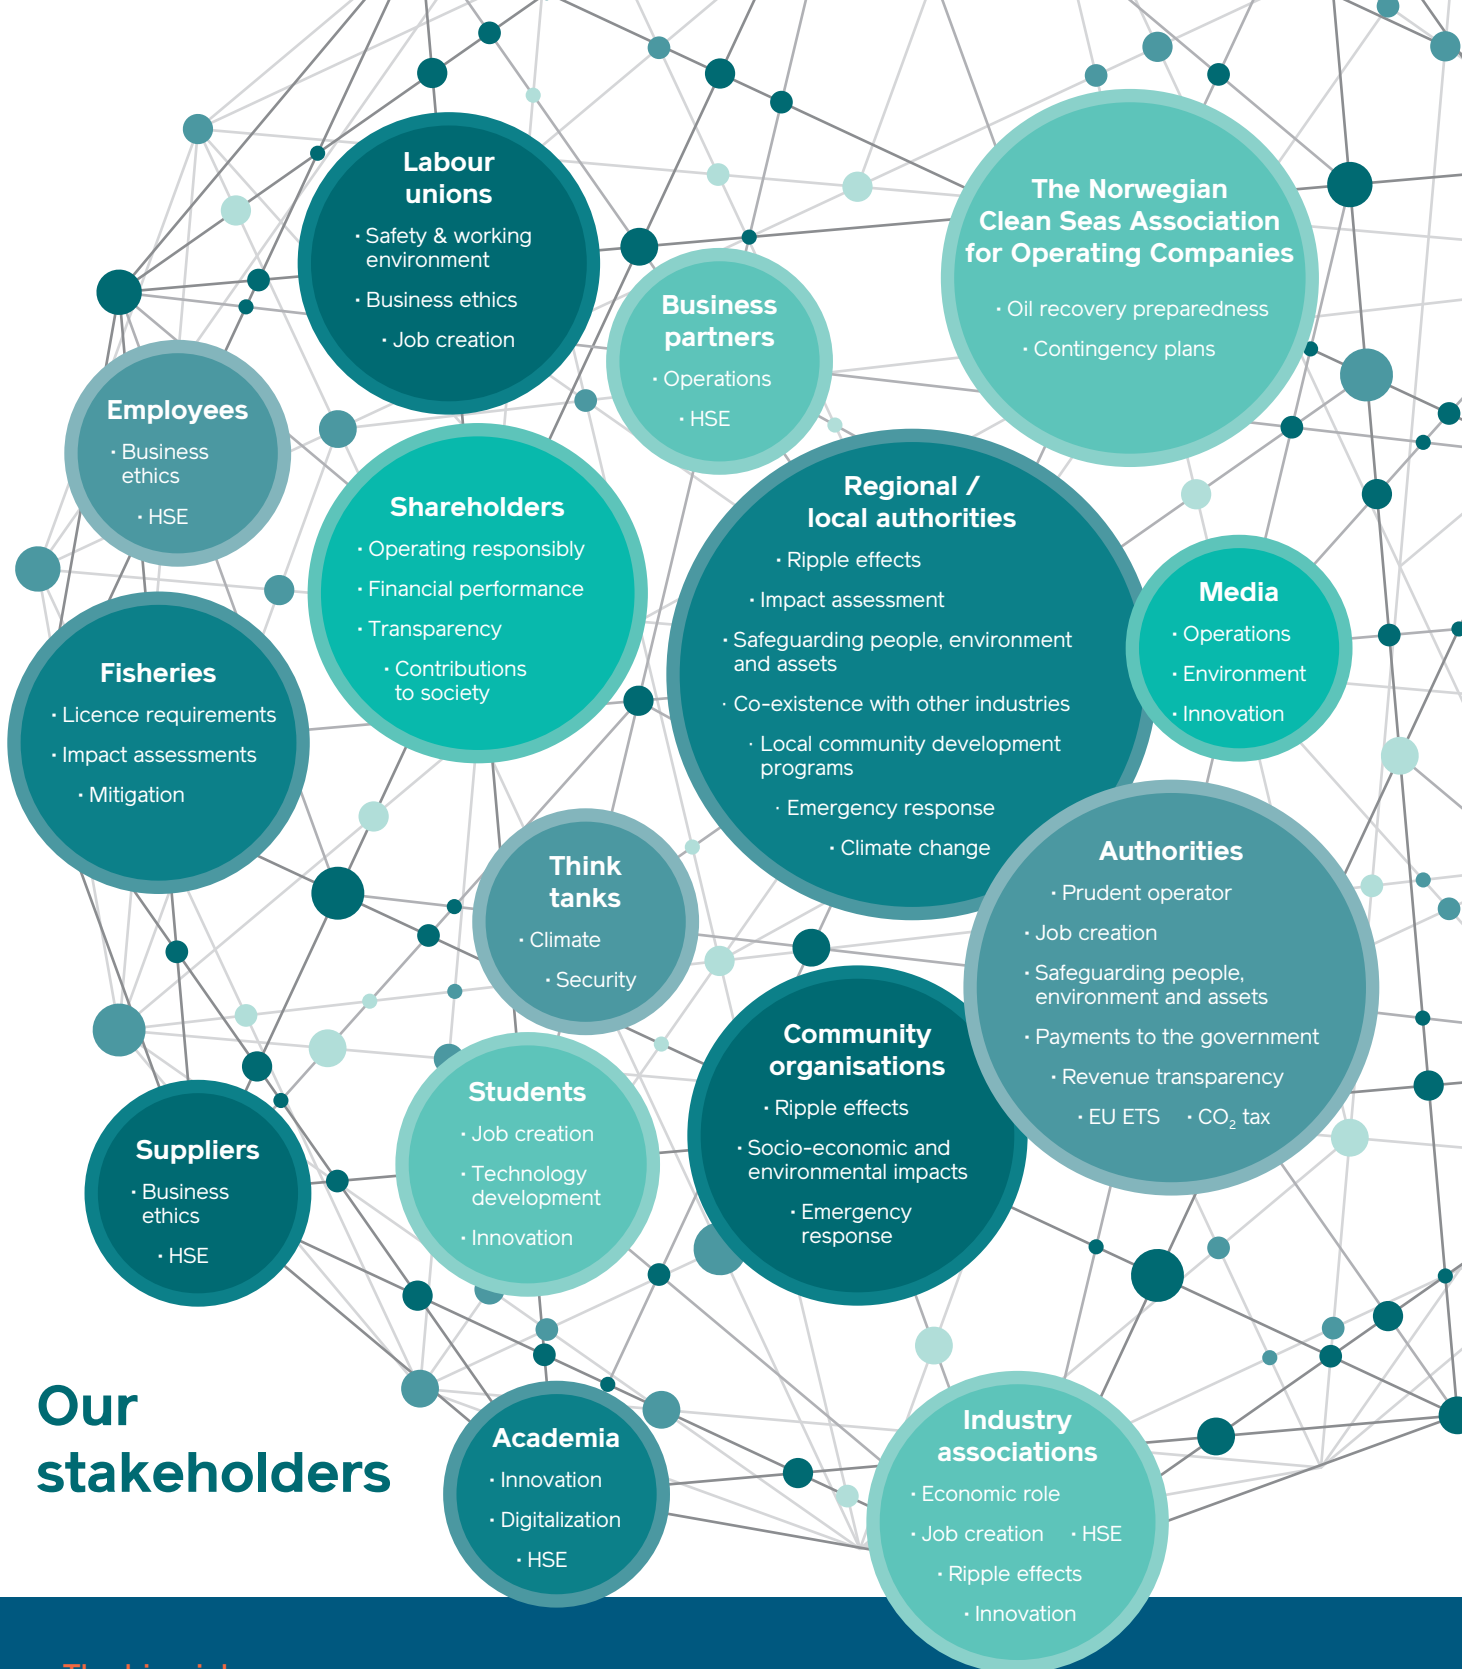 Labour
unions
· Safety & working
environment
· Business ethics
· Job creation
The Norwegian
Clean Seas Association
for Operating Companies
· Oil recovery preparedness
· Contingency plans
Business
partners
· Operations
· HSE
Employees
· Business
ethics
· HSE
Shareholders
· Operating responsibly
· Financial performance
· Transparency
· Contributions
to society
Regional /
local authorities
· Ripple effects
· Impact assessment
· Safeguarding people, environment
and assets
· Co-existence with other industries
· Local community development
programs
· Emergency response
· Climate change
Media
· Operations
· Environment
· Innovation
Fisheries
· Licence requirements
· Impact assessments
· Mitigation
Think
tanks
· Climate
· Security
Authorities
· Prudent operator
· Job creation
· Safeguarding people,
environment and assets
· Payments to the government
· Revenue transparency
· EU ETS · CO₂ tax
Community
organisations
· Ripple effects
· Socio-economic and
environmental impacts
· Emergency
response
Students
· Job creation
· Technology
development
· Innovation
Suppliers
· Business
ethics
· HSE
Our
stakeholders
Academia
· Innovation
· Digitalization
· HSE
Industry
associations
· Economic role
· Job creation · HSE
· Ripple effects
· Innovation